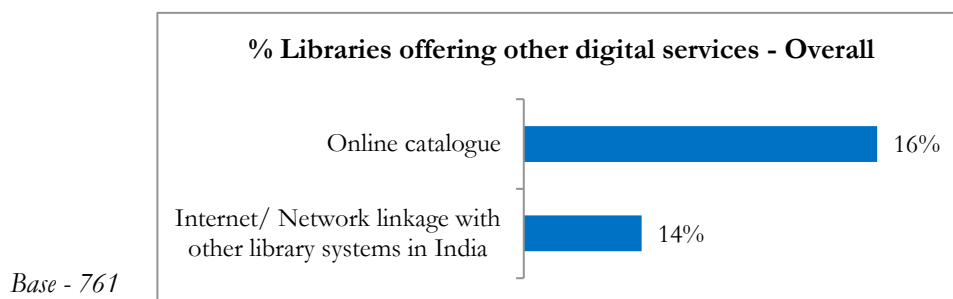 % Libraries offering other digital services - Overall
Online catalogue
16%
Internet/ Network linkage with
other library systems in India
14%
Base - 761